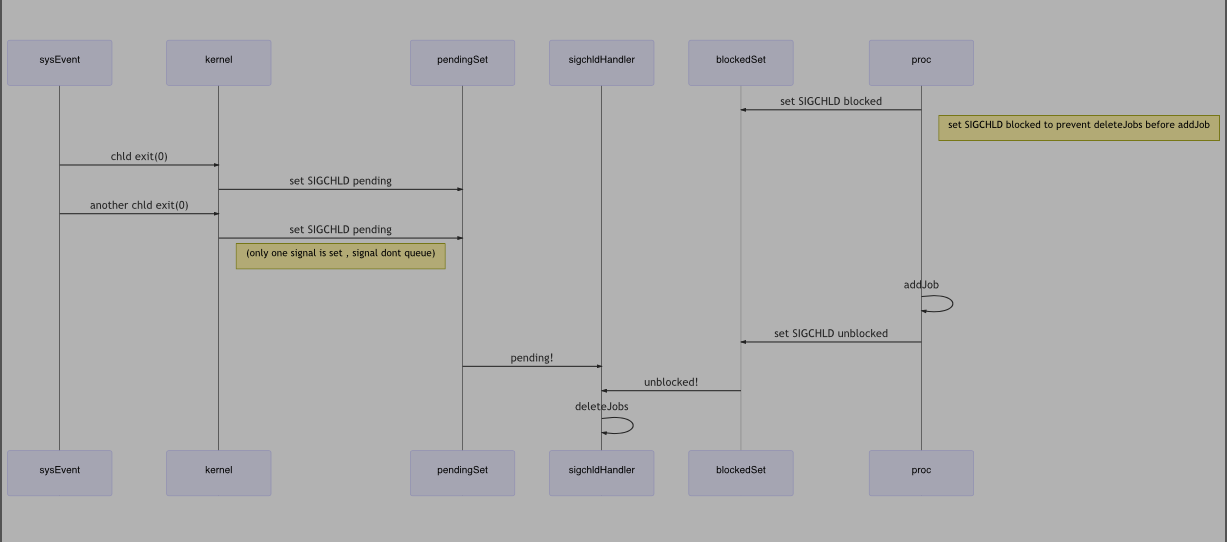 sysEvent kernel pendingSet sigchldHandler blockedSet proc
set SIGCHLD blocked
set SIGCHLD blocked to prevent deleteJobs before addJob
chld exit(0)
set SIGCHLD pending
another chld exit(0)
set SIGCHLD pending
(only one signal is set , signal dont queue)
addJob
set SIGCHLD unblocked
pending!
unblocked!
deleteJobs
sysEvent kernel pendingSet sigchldHandler blockedSet proc